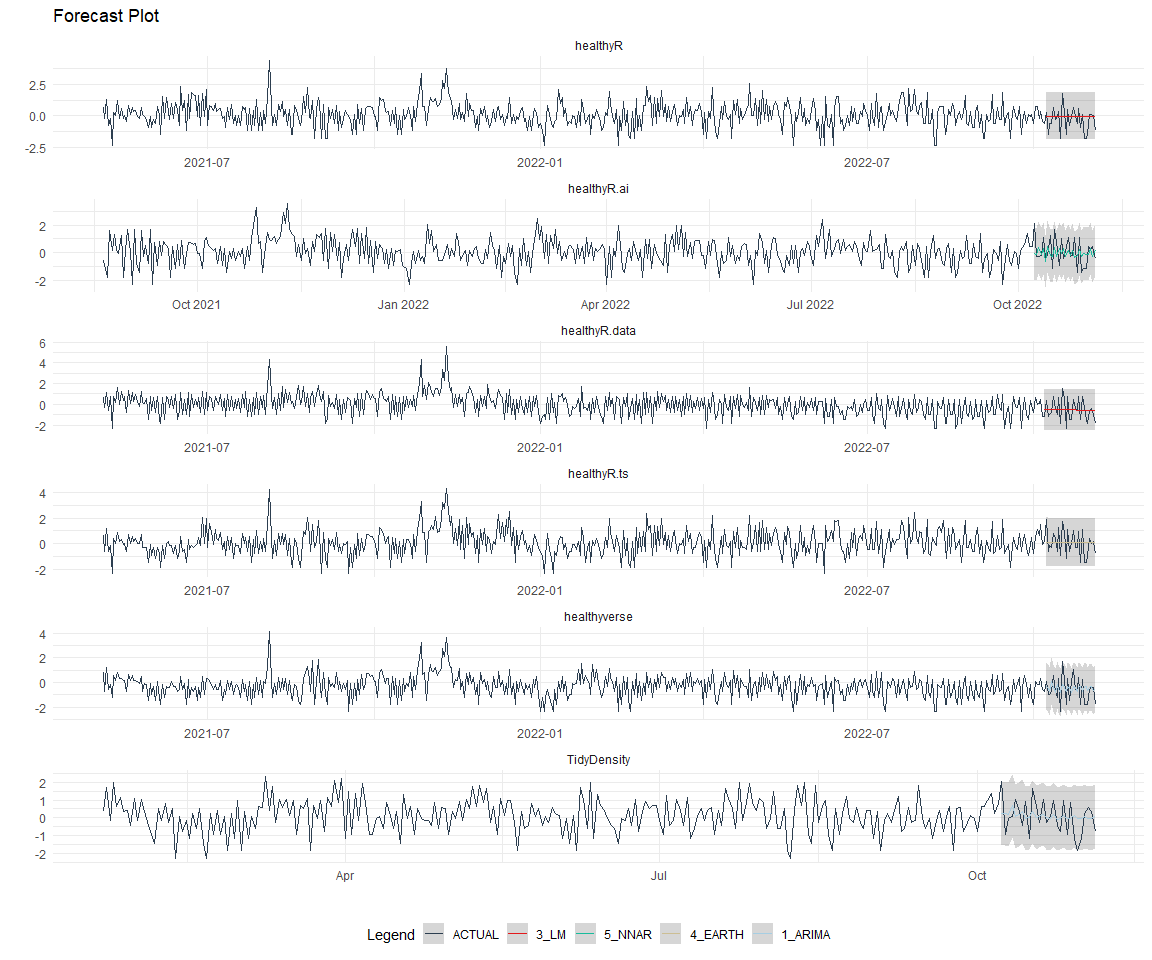 Forecast Plot
healthyR
2.5
0.0
-2.5
2021-07 2022-01 2022-07
healthyR.ai
2
0
-2
Oct 2021 Jan 2022 Apr 2022 Jul 2022 Oct 2022
healthyR.data
6
4
2
0
-2
2021-07 2022-01 2022-07
healthyR.ts
4
2
0
-2
2021-07 2022-01 2022-07
healthyverse
4
2
0
-2
2021-07 2022-01 2022-07
TidyDensity
2
1
0
-1
-2
Apr Jul Oct
Legend ACTUAL 3_LM 5_NNAR 4_EARTH 1_ARIMA